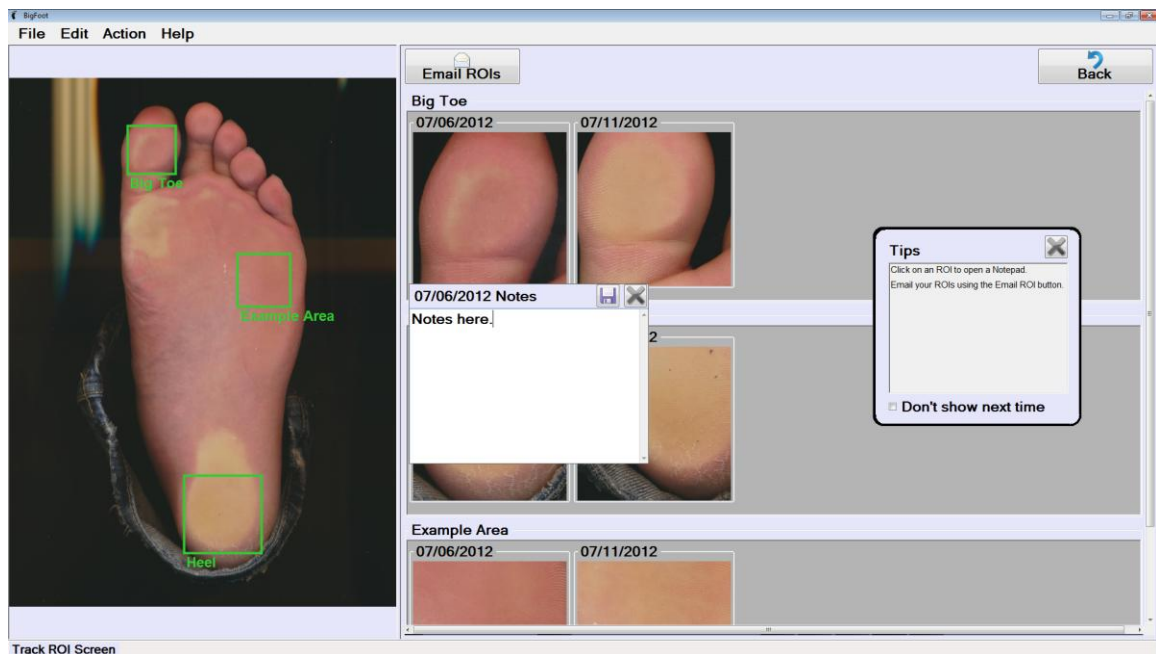 BigFoot
File Edit Action Help
Email ROIs
Back
Big Toe
07/06/2012
07/11/2012
Big Toe
Example Area
Heel
Tips
Click on an ROI to open a Notepad.
Email your ROIs using the Email ROI button.
Don't show next time
07/06/2012 Notes
Notes here.
2
Example Area
07/06/2012
07/11/2012
Track ROI Screen